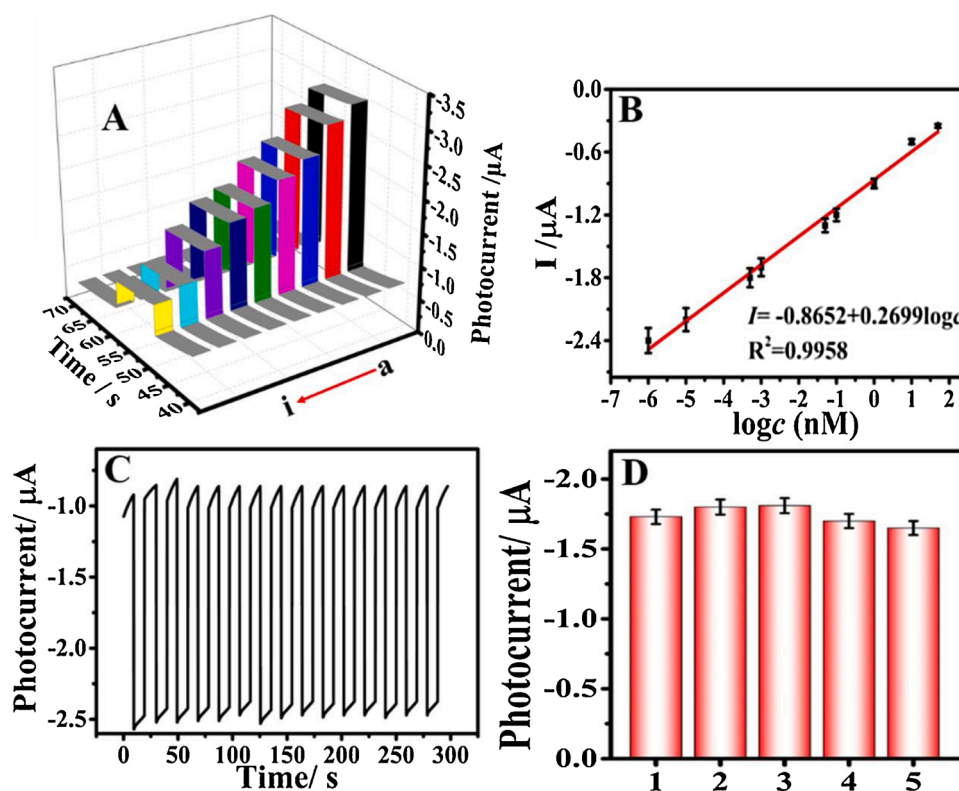 A
-3.5
-3.0
-2.5
-2.0
-1.5
-1.0
-0.5
0.0
Photocurrent /μA
70
65
60
55
50
45
40
Time/ s
i
a
B
0.0
-0.6
-1.2
-1.8
-2.4
I /μA
I= -0.8652+0.2699logc
R²=0.9958
-7 -6 -5 -4 -3 -2 -1 0 1 2
logc (nM)
C
-1.0
-1.5
-2.0
-2.5
Photocurrent/ μA
0 50 100 150 200 250 300
Time/ s
D
-2.0
-1.5
-1.0
-0.5
0.0
Photocurrent/ μA
1 2 3 4 5